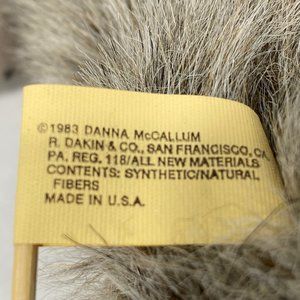 ©1983 DANNA McCALLUM
R. DAKIN & CO., SAN FRANCISCO, CA.
PA. REG. 118/ALL NEW MATERIALS
CONTENTS: SYNTHETIC/NATURAL
FIBERS
MADE IN U.S.A.